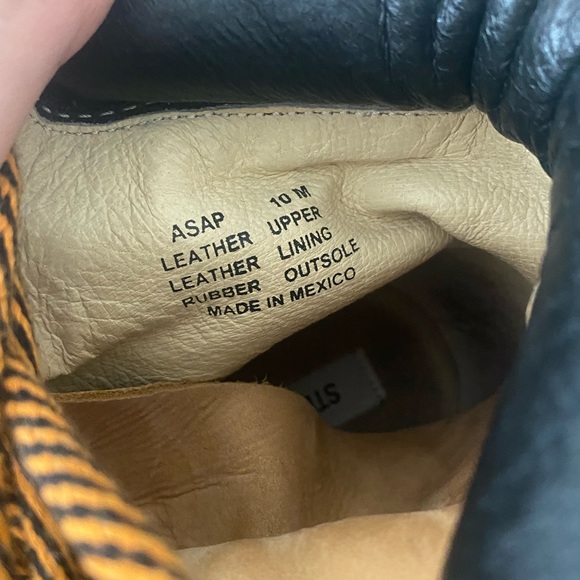 ASAP 10 M
LEATHER UPPER
LEATHER LINING
RUBBER OUTSOLE
MADE IN MEXICO